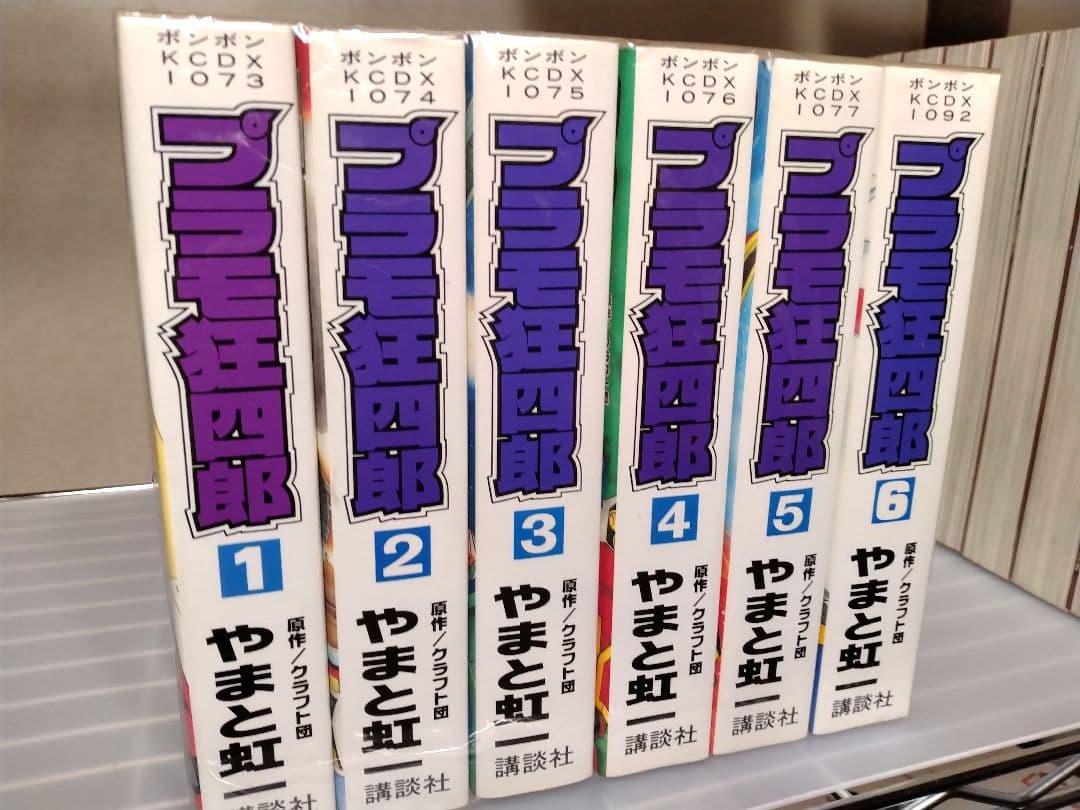 ボンボン
KCDX
1073
プラモ狂四郎
1
原作/クラフト団
やまと虹一
講談社
ボンボン
KCDX
1074
プラモ狂四郎
2
原作/クラフト団
やまと虹一
講談社
ボンボン
KCDX
1075
プラモ狂四郎
3
原作/クラフト団
やまと虹一
講談社
ボンボン
KCDX
1076
プラモ狂四郎
4
原作/クラフト団
やまと虹一
講談社
ボンボン
KCDX
1077
プラモ狂四郎
5
原作/クラフト団
やまと虹一
講談社
ボンボン
KCDX
1092
プラモ狂四郎
6
原作/クラフト団
やまと虹一
講談社